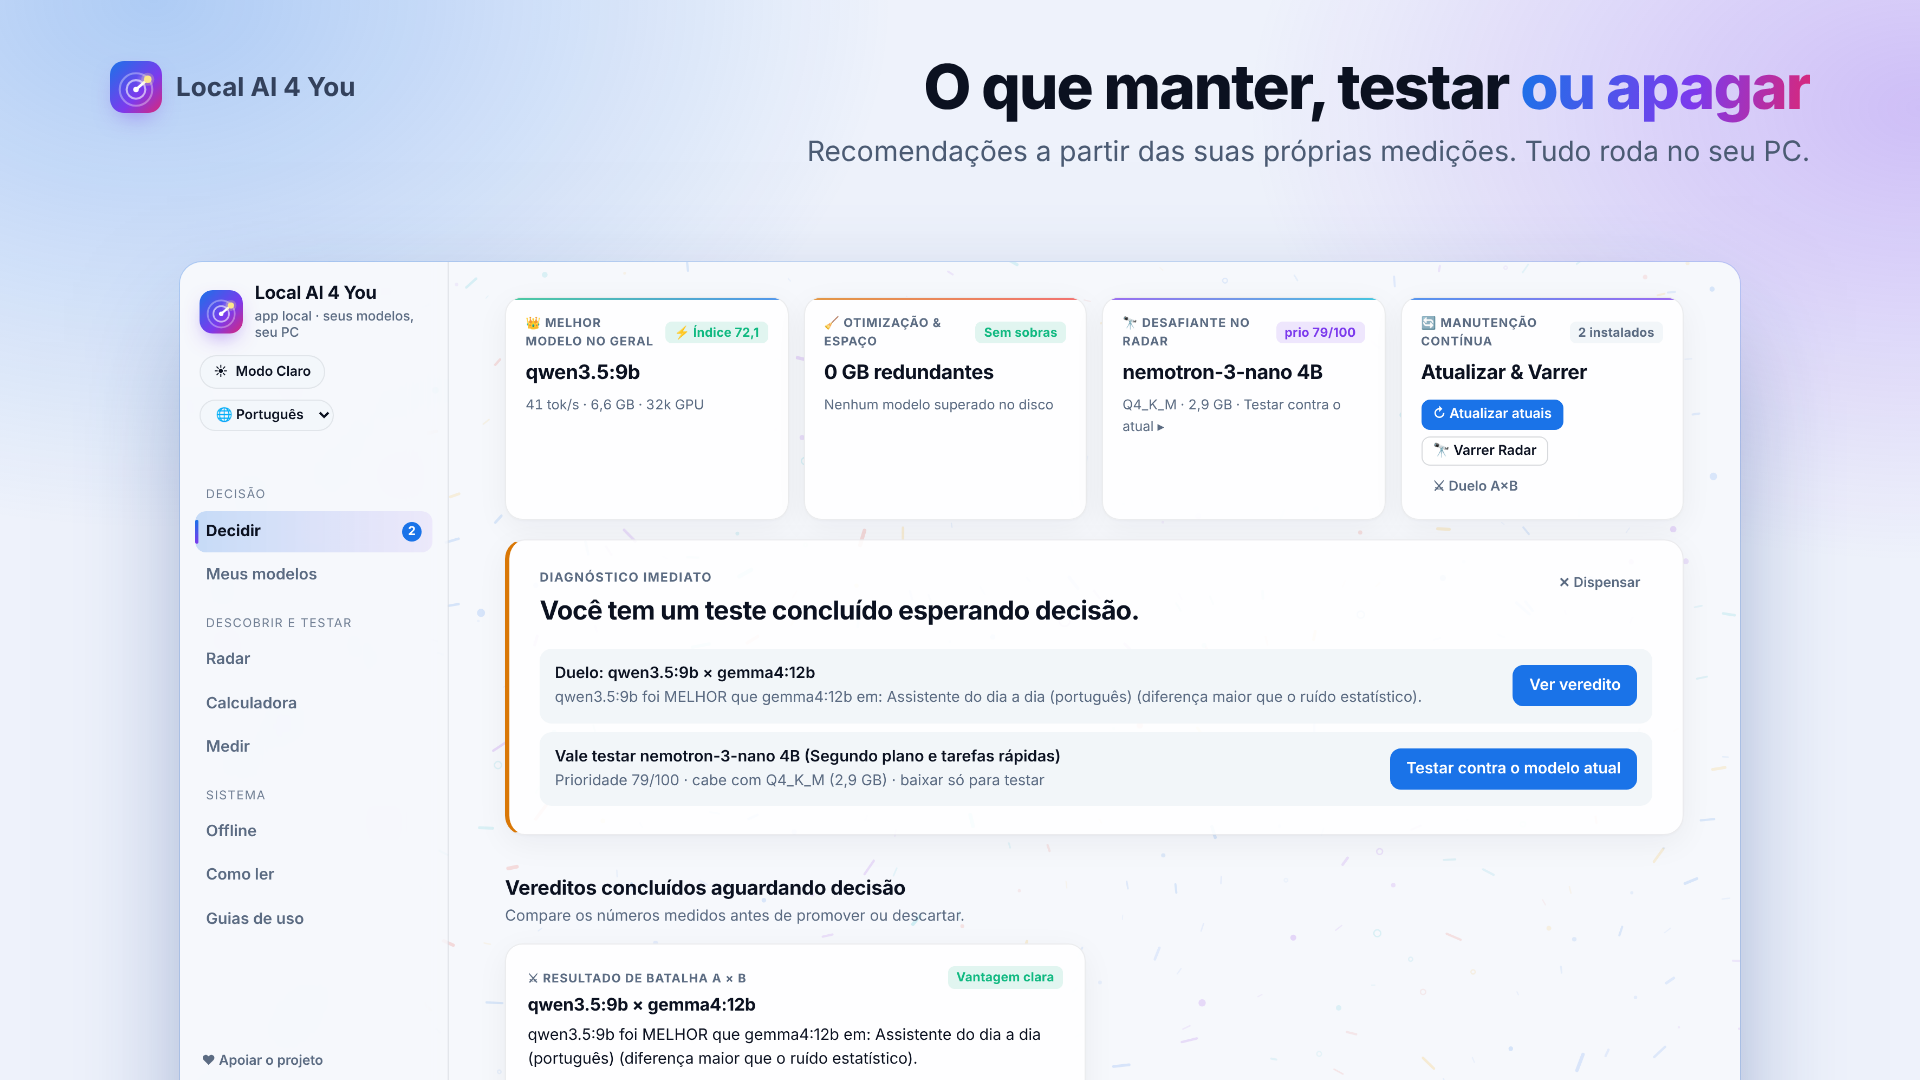 Local AI 4 You
O que manter, testar ou apagar
Recomendações a partir das suas próprias medições. Tudo roda no seu PC.
Local AI 4 You
app local · seus modelos,
seu PC
☀ Modo Claro
🌐 Português
DECISÃO
Decidir 2
Meus modelos
DESCOBRIR E TESTAR
Radar
Calculadora
Medir
SISTEMA
Offline
Como ler
Guias de uso
♥ Apoiar o projeto
👑 MELHOR
MODELO NO GERAL
⚡ Índice 72,1
qwen3.5:9b
41 tok/s · 6,6 GB · 32k GPU
🧹 OTIMIZAÇÃO &
ESPAÇO
Sem sobras
0 GB redundantes
Nenhum modelo superado no disco
🔭 DESAFIANTE NO
RADAR
prio 79/100
nemotron-3-nano 4B
Q4_K_M · 2,9 GB · Testar contra o
atual ▸
🔄 MANUTENÇÃO
CONTÍNUA
2 instalados
Atualizar & Varrer
↻ Atualizar atuais
🔭 Varrer Radar
⚔ Duelo A×B
DIAGNÓSTICO IMEDIATO
✕ Dispensar
Você tem um teste concluído esperando decisão.
Duelo: qwen3.5:9b × gemma4:12b
qwen3.5:9b foi MELHOR que gemma4:12b em: Assistente do dia a dia (português) (diferença maior que o ruído estatístico).
Ver veredito
Vale testar nemotron-3-nano 4B (Segundo plano e tarefas rápidas)
Prioridade 79/100 · cabe com Q4_K_M (2,9 GB) · baixar só para testar
Testar contra o modelo atual
Vereditos concluídos aguardando decisão
Compare os números medidos antes de promover ou descartar.
⚔ RESULTADO DE BATALHA A × B
Vantagem clara
qwen3.5:9b × gemma4:12b
qwen3.5:9b foi MELHOR que gemma4:12b em: Assistente do dia a dia
(português) (diferença maior que o ruído estatístico).